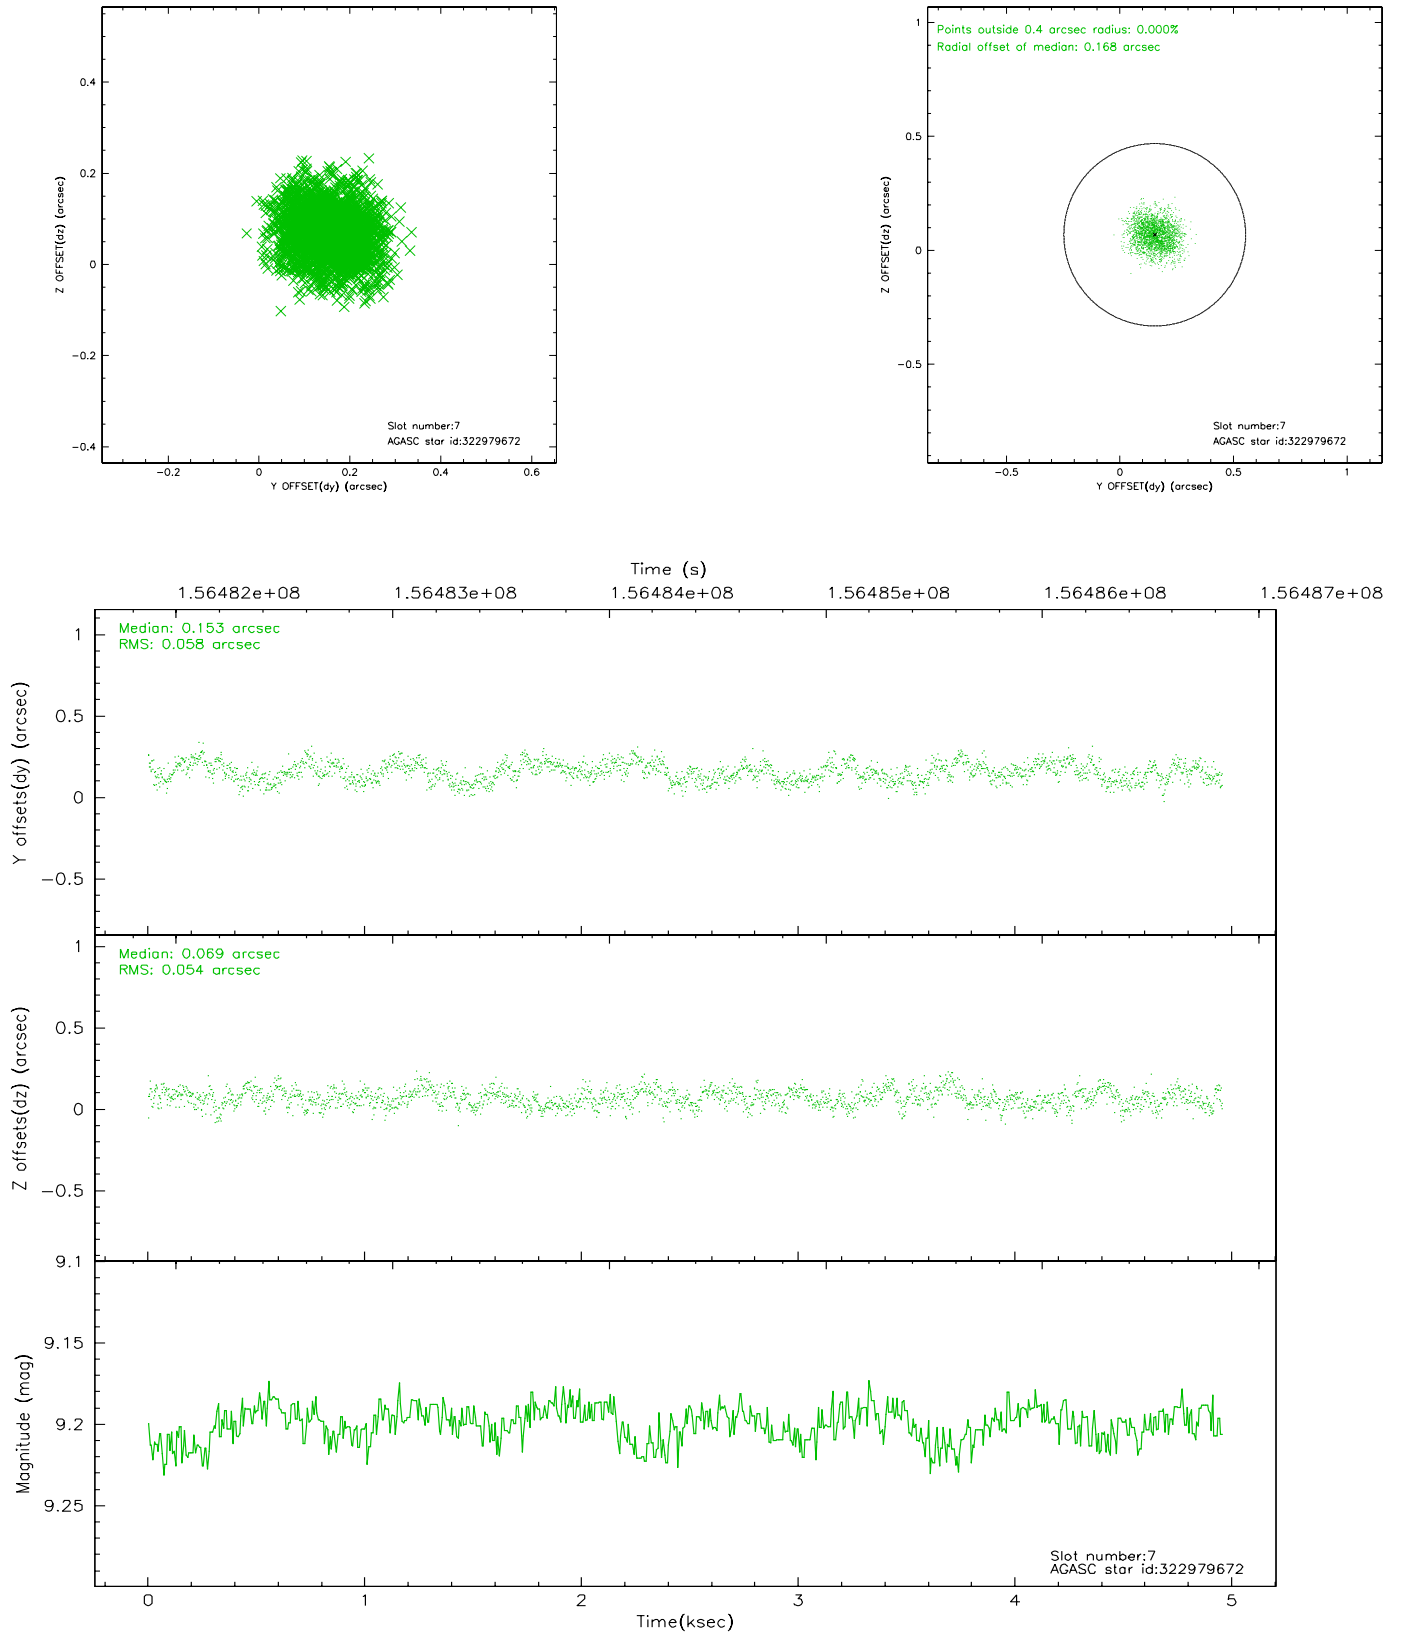 0.4
0.2
0
−0.2
−0.4
Z OFFSET(dz) (arcsec)
Slot number:7
AGASC star id:322979672
−0.2 0 0.2 0.4 0.6
Y OFFSET(dy) (arcsec)
Points outside 0.4 arcsec radius: 0.000%
Radial offset of median: 0.168 arcsec
1
0.5
0
−0.5
Z OFFSET(dz) (arcsec)
Slot number:7
AGASC star id:322979672
−0.5 0 0.5 1
Y OFFSET(dy) (arcsec)
Time (s)
1.56482e+08 1.56483e+08 1.56484e+08 1.56485e+08 1.56486e+08 1.56487e+08
Median: 0.153 arcsec
RMS: 0.058 arcsec
1
0.5
0
−0.5
Y offsets(dy) (arcsec)
Median: 0.069 arcsec
RMS: 0.054 arcsec
1
0.5
0
−0.5
Z offsets(dz) (arcsec)
9.1
9.15
9.2
9.25
Magnitude (mag)
Slot number:7
AGASC star id:322979672
0 1 2 3 4 5
Time(ksec)